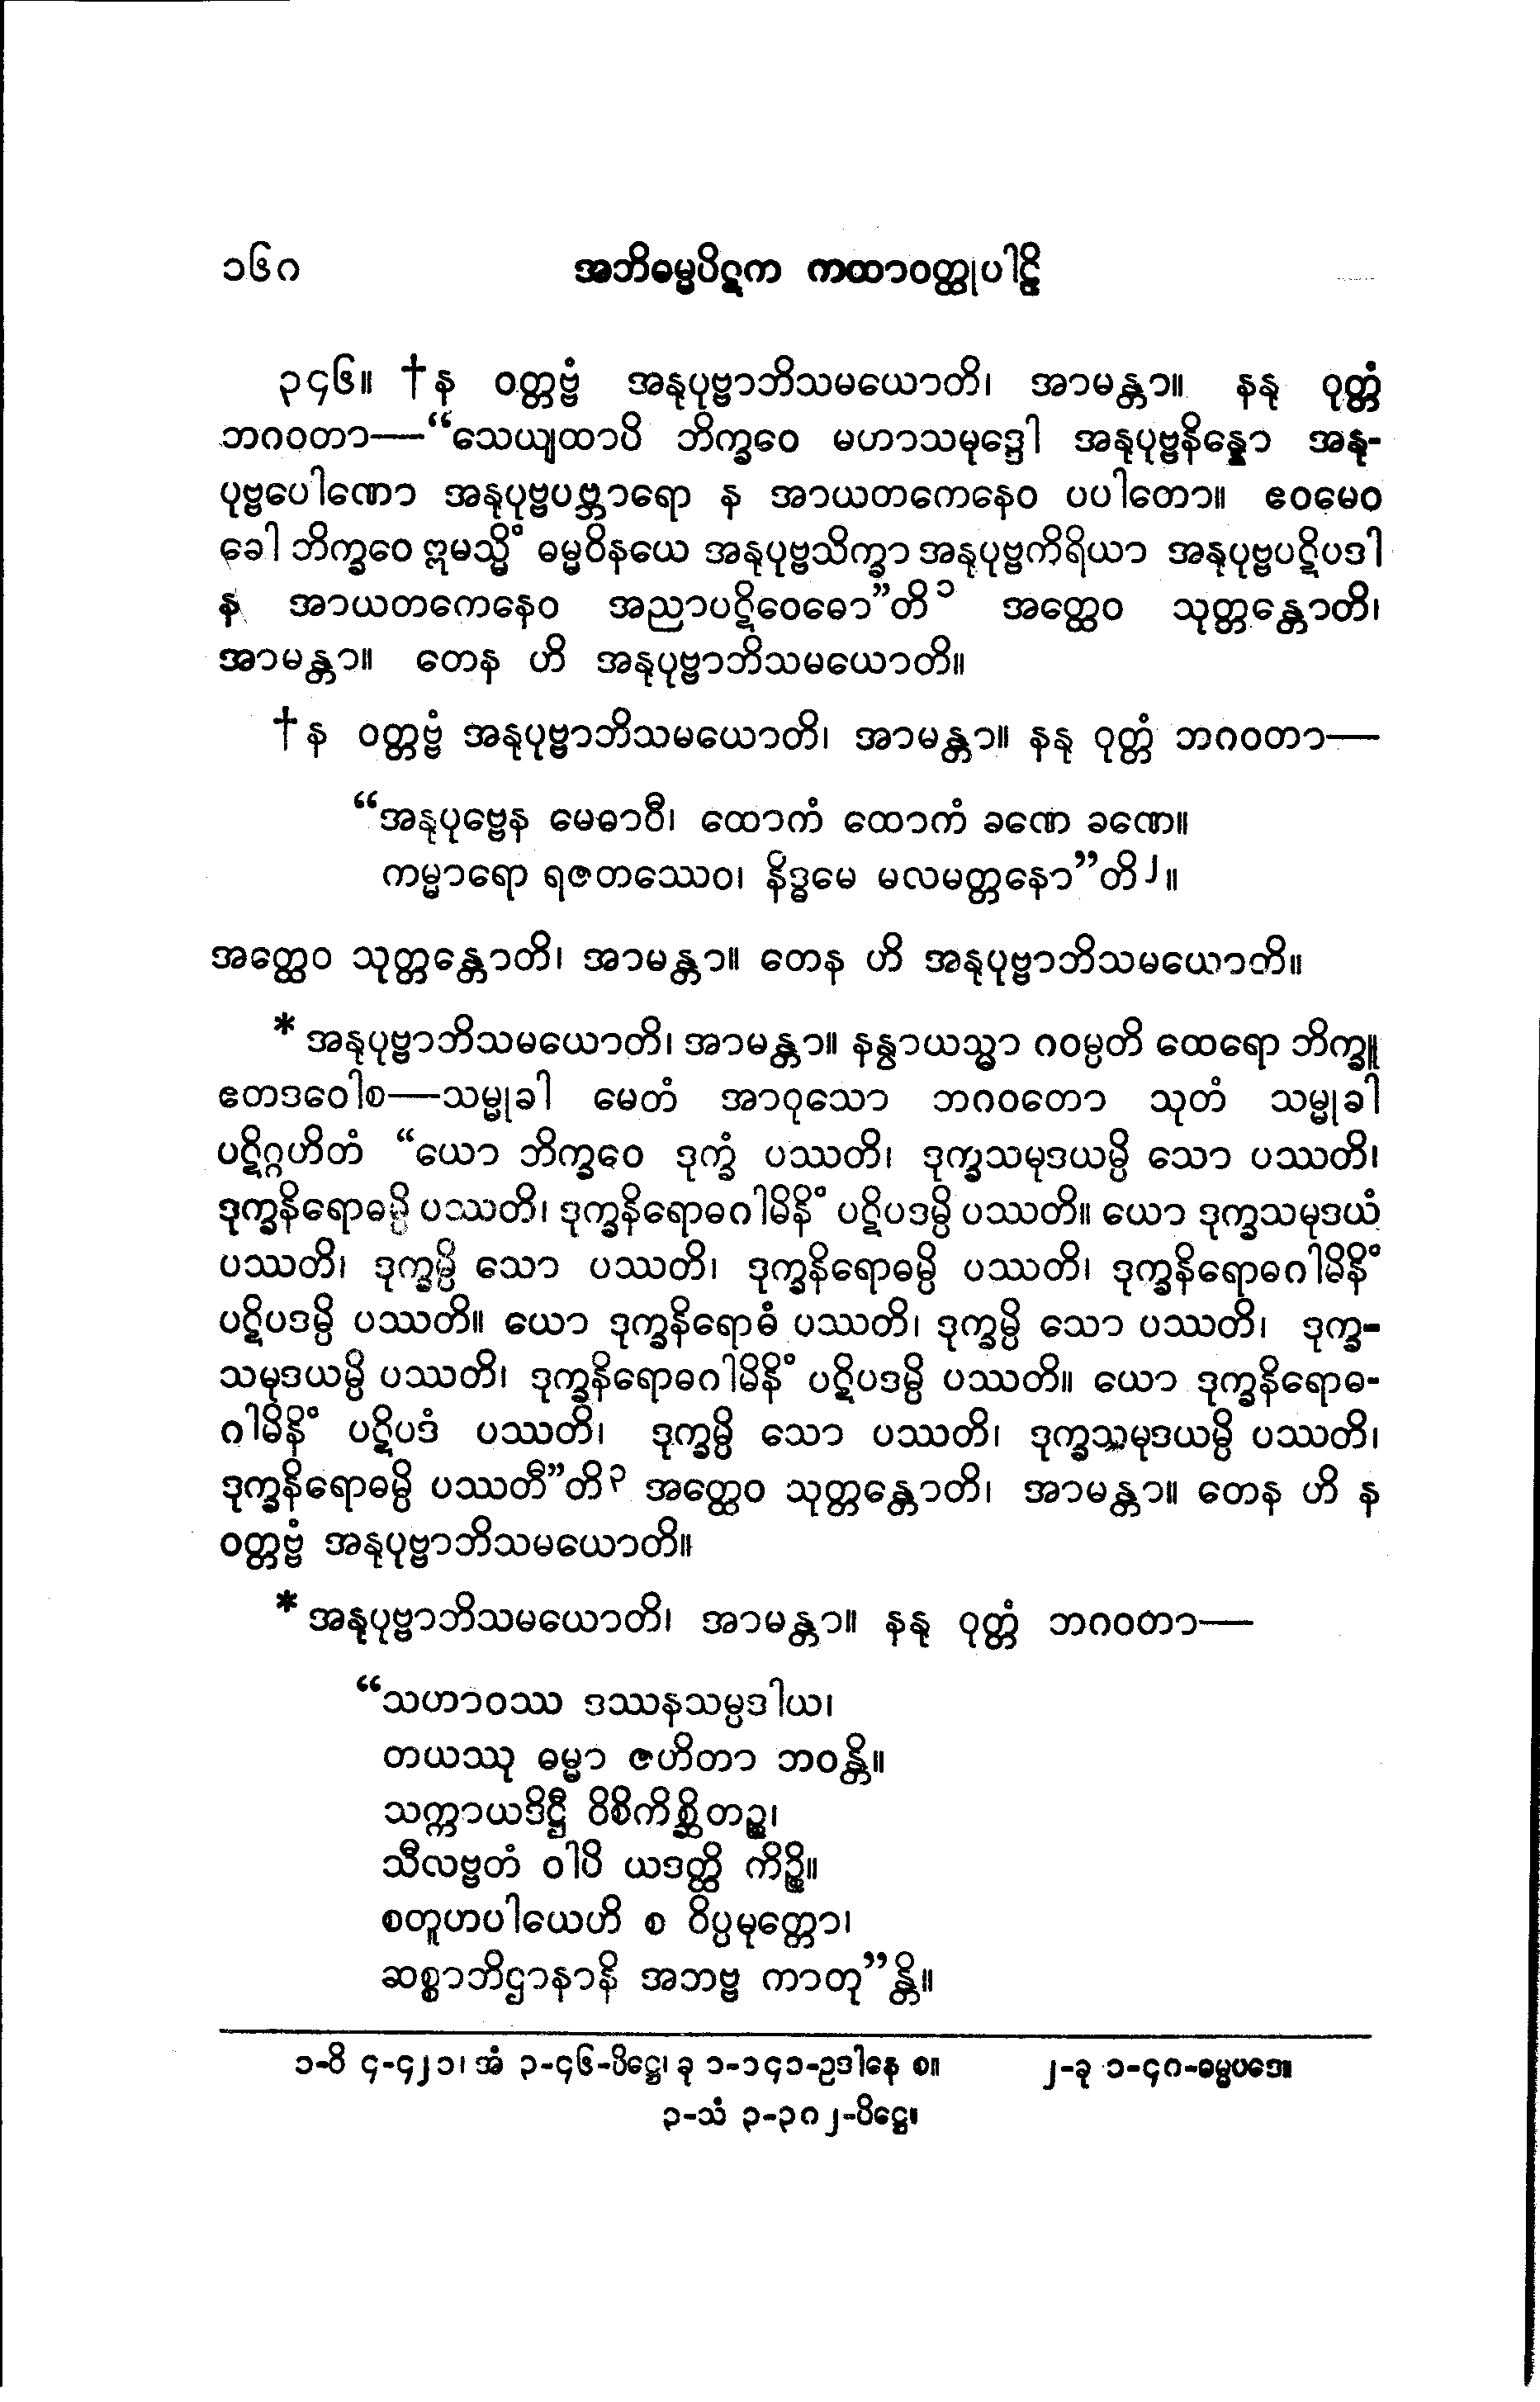 ၁၆၀ အဘိဓမ္မပိဋက ကထာဝတ္ထုပါဠိ
၃၄၆။ †န ဝတ္တဗ္ဗံ အနုပုဗ္ဗာဘိသမယောတိ၊ အာမန္တာ။ နနု ဝုတ္တံ
ဘဂဝတာ—“သေယျထာပိ ဘိက္ခဝေ မဟာသမုဒ္ဒေါ အနုပုဗ္ဗနိန္နော အနု-
ပုဗ္ဗပေါဏော အနုပုဗ္ဗပဗ္ဘာရော န အာယတကေနေဝ ပပါတော။ ဧဝမေဝ
ခေါ ဘိက္ခဝေ ဣမသ္မိံ ဓမ္မဝိနယေ အနုပုဗ္ဗသိက္ခာ အနုပုဗ္ဗကိရိယာ အနုပုဗ္ဗပဋိပဒါ
န အာယတကေနေဝ အညာပဋိဝေဓော”တိ၁ အတ္ထေဝ သုတ္တန္တောတိ၊
အာမန္တာ။ တေန ဟိ အနုပုဗ္ဗာဘိသမယောတိ။
†န ဝတ္တဗ္ဗံ အနုပုဗ္ဗာဘိသမယောတိ၊ အာမန္တာ။ နနု ဝုတ္တံ ဘဂဝတာ—
“အနုပုဗ္ဗေန မေဓာဝီ၊ ထောကံ ထောကံ ခဏေ ခဏေ။
ကမ္မာရော ရဇတဿေဝ၊ နိဒ္ဓမေ မလမတ္တနော”တိ၂။
အတ္ထေဝ သုတ္တန္တောတိ၊ အာမန္တာ။ တေန ဟိ အနုပုဗ္ဗာဘိသမယောတိ။
* အနုပုဗ္ဗာဘိသမယောတိ၊ အာမန္တာ။ နနွာယသ္မာ ဂဝမ္ပတိ ထေရော ဘိက္ခူ
ဧတဒဝေါစ—သမ္မုခါ မေတံ အာဝုသော ဘဂဝတော သုတံ သမ္မုခါ
ပဋိဂ္ဂဟိတံ “ယော ဘိက္ခဝေ ဒုက္ခံ ပဿတိ၊ ဒုက္ခသမုဒယမ္ပိ သော ပဿတိ၊
ဒုက္ခနိရောဓမ္ပိ ပဿတိ၊ ဒုက္ခနိရောဓဂါမိနိံ ပဋိပဒမ္ပိ ပဿတိ။ ယော ဒုက္ခသမုဒယံ
ပဿတိ၊ ဒုက္ခမ္ပိ သော ပဿတိ၊ ဒုက္ခနိရောဓမ္ပိ ပဿတိ၊ ဒုက္ခနိရောဓဂါမိနိံ
ပဋိပဒမ္ပိ ပဿတိ။ ယော ဒုက္ခနိရောဓံ ပဿတိ၊ ဒုက္ခမ္ပိ သော ပဿတိ၊ ဒုက္ခ-
သမုဒယမ္ပိ ပဿတိ၊ ဒုက္ခနိရောဓဂါမိနိံ ပဋိပဒမ္ပိ ပဿတိ။ ယော ဒုက္ခနိရောဓ-
ဂါမိနိံ ပဋိပဒံ ပဿတိ၊ ဒုက္ခမ္ပိ သော ပဿတိ၊ ဒုက္ခသမုဒယမ္ပိ ပဿတိ၊
ဒုက္ခနိရောဓမ္ပိ ပဿတီ”တိ၃ အတ္ထေဝ သုတ္တန္တောတိ၊ အာမန္တာ။ တေန ဟိ န
ဝတ္တဗ္ဗံ အနုပုဗ္ဗာဘိသမယောတိ။
* အနုပုဗ္ဗာဘိသမယောတိ၊ အာမန္တာ။ နနု ဝုတ္တံ ဘဂဝတာ—
“သဟာဝဿ ဒဿနသမ္ပဒါယ၊
တယဿု ဓမ္မာ ဇဟိတာ ဘဝန္တိ။
သက္ကာယဒိဋ္ဌီ ဝိစိကိစ္ဆိတဉ္စ၊
သီလဗ္ဗတံ ဝါပိ ယဒတ္ထိ ကိဉ္စိ။
စတူဟပါယေဟိ စ ဝိပ္ပမုတ္တော၊
ဆစ္စာဘိဌာနာနိ အဘဗ္ဗ ကာတု”န္တိ။
၁-ဝိ ၄-၄၂၁၊ အံ ၃-၄၆-ပိဋ္ဌေ၊ ခု ၁-၁၄၁-ဥဒါနေ စ။ ၂-ခု ၁-၄၀-ဓမ္မပဒေ။
၃-သံ ၃-၃၀၂-ပိဋ္ဌေ။